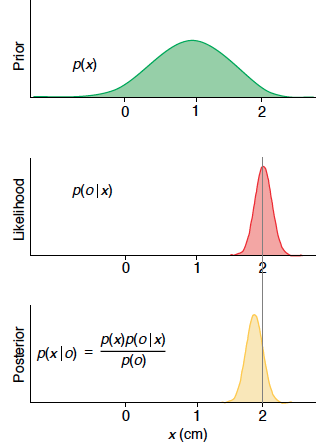 Prior
p(x)
0 1 2
Likelihood
p(o|x)
0 1 2
Posterior
p(x|o) = p(x)p(o|x)
p(o)
0 1 2
x (cm)